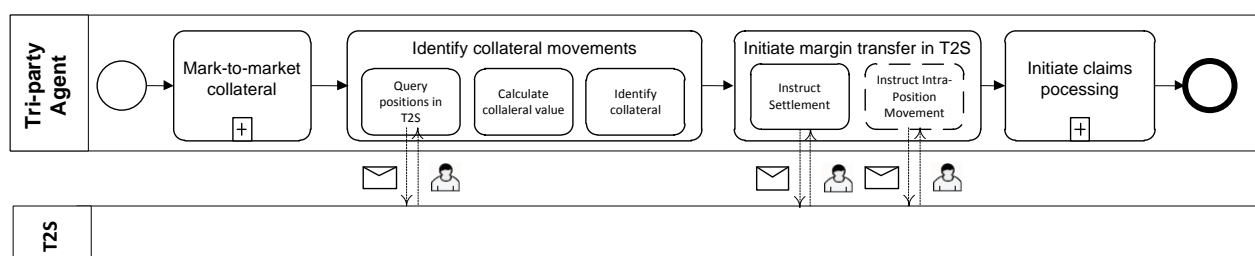 Tri-party
Agent
Mark-to-market
collateral
Identify collateral movements
Query
positions in
T2S
Calculate
collaleral value
Identify
collateral
Initiate margin transfer in T2S
Instruct
Settlement
Instruct Intra-
Position
Movement
Initiate claims
pocessing
T2S